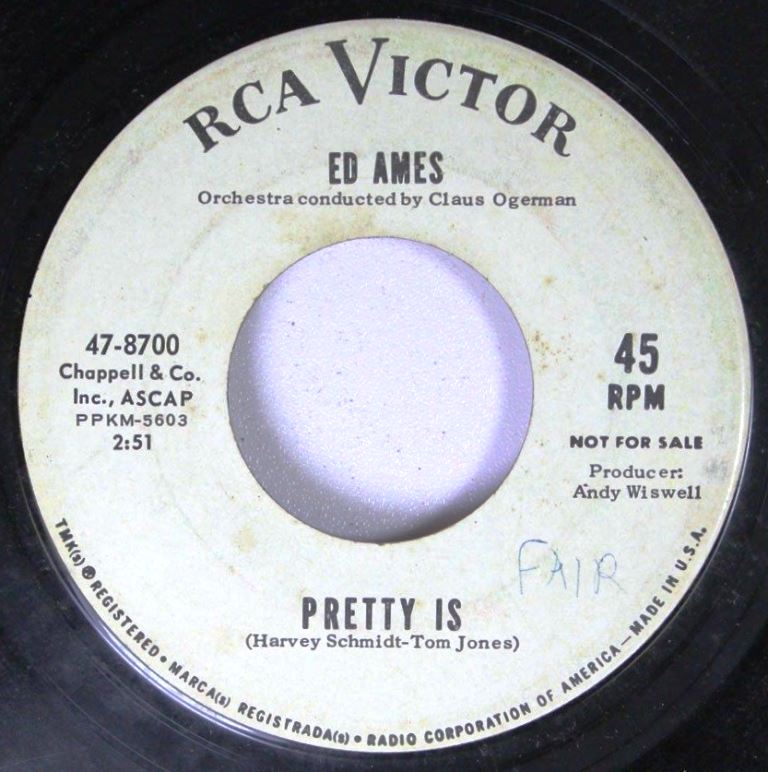 RCA VICTOR
ED AMES
Orchestra conducted by Claus Ogerman
47-8700
Chappell & Co.
Inc., ASCAP
PPKM-5603
2:51
45
RPM
NOT FOR SALE
Producer:
Andy Wiswell
FAIR
PRETTY IS
(Harvey Schmidt-Tom Jones)
TMK(s) ® REGISTERED • MARCA(s) REGISTRADA(s) • RADIO CORPORATION OF AMERICA — MADE IN U.S.A.